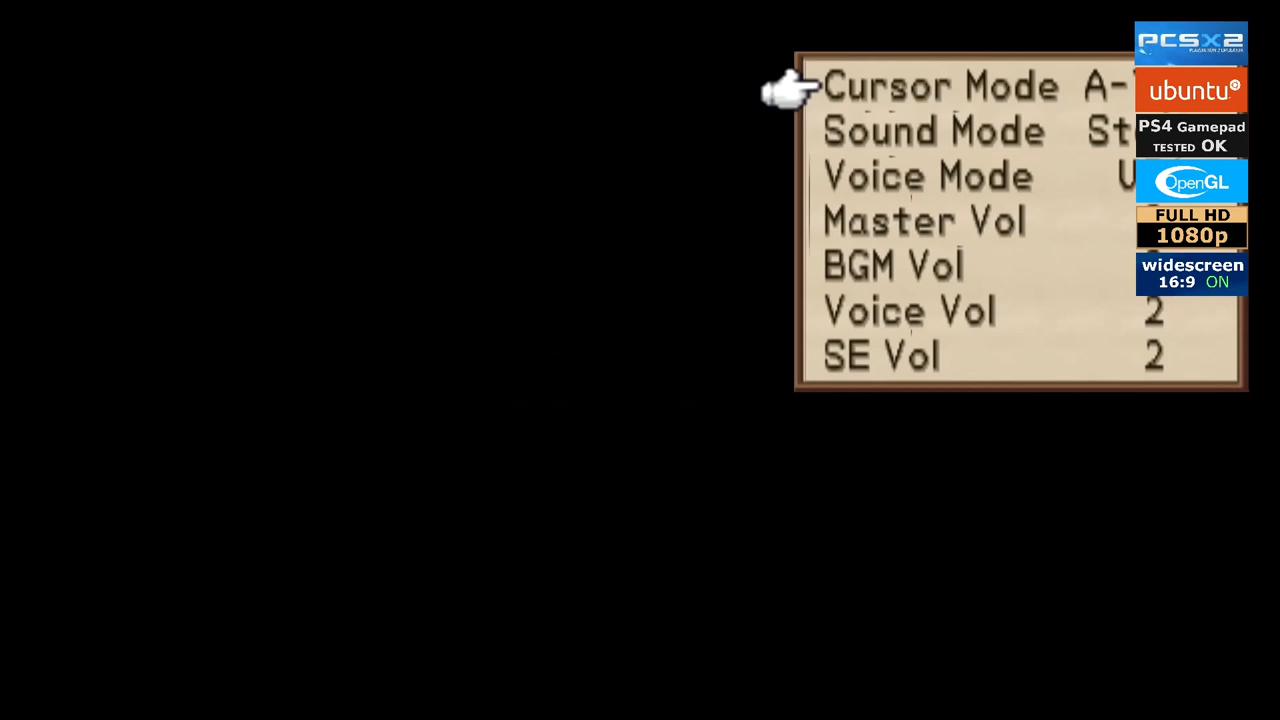 Cursor Mode A-
Sound Mode St
Voice Mode U
Master Vol
BGM Vol
Voice Vol 2
SE Vol 2
PCSX2
ubuntu
PS4 Gamepad
TESTED OK
OpenGL
FULL HD
1080p
widescreen
16:9 ON